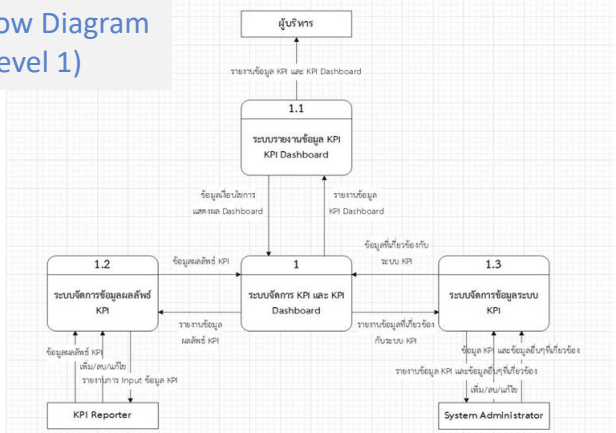 ow Diagram
evel 1)
ผู้บริหาร
รายงานข้อมูล KPI และ KPI Dashboard
1.1
ระบบรายงานข้อมูล KPI
KPI Dashboard
ข้อมูลเงื่อนไขการ
แสดงผล Dashboard
รายงานข้อมูล
KPI Dashboard
1.2
ระบบจัดการข้อมูลผลลัพธ์
KPI
ข้อมูลผลลัพธ์ KPI
1
ระบบจัดการ KPI และ KPI
Dashboard
ข้อมูลที่เกี่ยวข้องกับ
ระบบ KPI
1.3
ระบบจัดการข้อมูลระบบ
KPI
รายงานข้อมูล
ผลลัพธ์ KPI
รายงานข้อมูลที่เกี่ยวข้อง
กับระบบ KPI
ข้อมูลผลลัพธ์ KPI
เพิ่ม/ลบ/แก้ไข
รายงานการ Input ข้อมูล KPI
ข้อมูล KPI และข้อมูลอื่นๆที่เกี่ยวข้อง
รายงานข้อมูล KPI และข้อมูลอื่นๆที่เกี่ยวข้อง
เพิ่ม/ลบ/แก้ไข
KPI Reporter
System Administrator